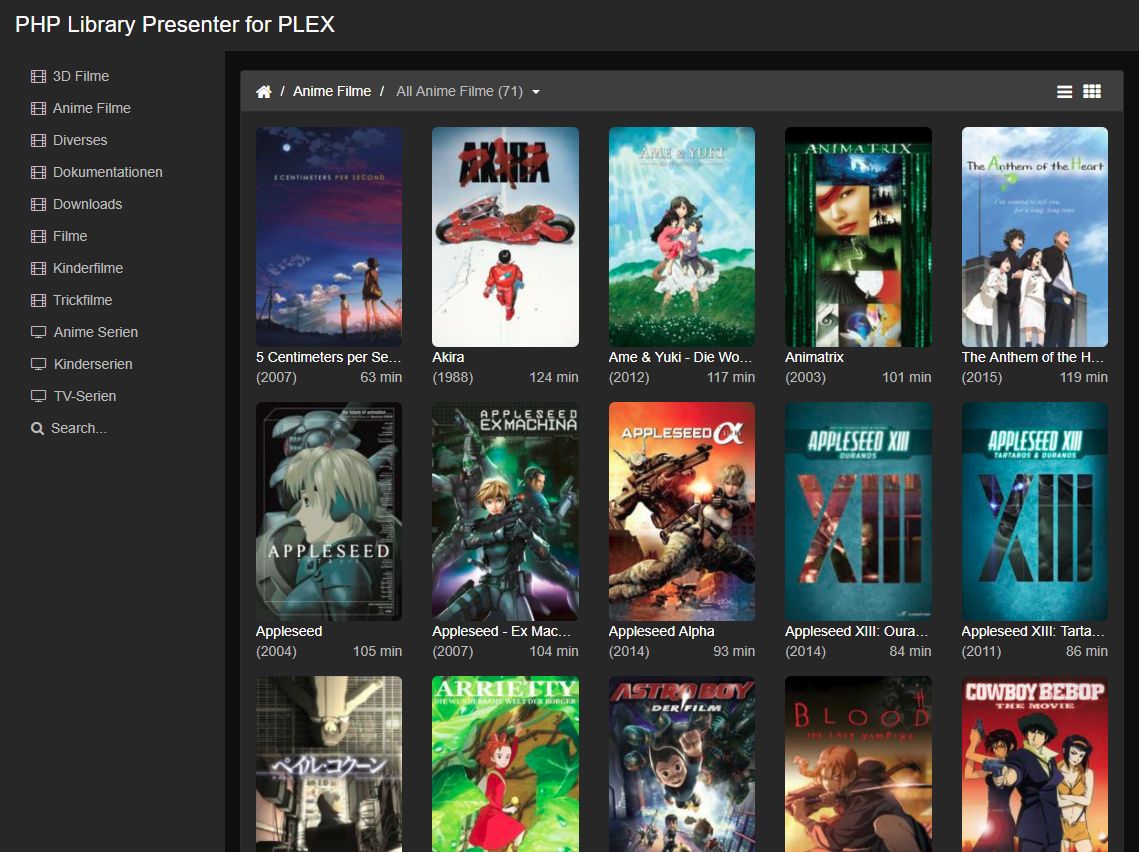 PHP Library Presenter for PLEX
3D Filme
Anime Filme
Diverses
Dokumentationen
Downloads
Filme
Kinderfilme
Trickfilme
Anime Serien
Kinderserien
TV-Serien
Search...
/ Anime Filme / All Anime Filme (71)
5 CENTIMETERS PER SECOND
AKIRA
AME & YUKI
ANIMATRIX
The Anthem of the Heart
I've wanted to tell you,
for a long, long time.
5 Centimeters per Se...
(2007) 63 min
Akira
(1988) 124 min
Ame & Yuki - Die Wo...
(2012) 117 min
Animatrix
(2003) 101 min
The Anthem of the H...
(2015) 119 min
the future of animation...
APPLESEED
APPLESEED
EX MACHINA
APPLESEED α
APPLESEED XIII
OURANOS
XIII
APPLESEED XIII
TARTAROS & OURANOS
XIII
Appleseed
(2004) 105 min
Appleseed - Ex Mac...
(2007) 104 min
Appleseed Alpha
(2014) 93 min
Appleseed XIII: Oura...
(2014) 84 min
Appleseed XIII: Tarta...
(2011) 86 min
ペイル・コクーン
ARRIETTY
DIE WUNDERSAME WELT DER BORGER
ASTRO BOY
DER FILM
BLOOD
THE LAST VAMPIRE
COWBOY BEBOP
THE MOVIE